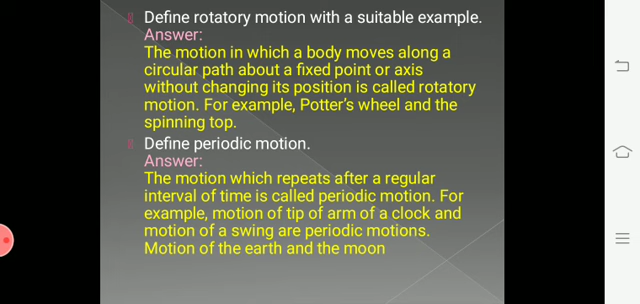 Define rotatory motion with a suitable example.
Answer:
The motion in which a body moves along a
circular path about a fixed point or axis
without changing its position is called rotatory
motion. For example, Potter's wheel and the
spinning top.
Define periodic motion.
Answer:
The motion which repeats after a regular
interval of time is called periodic motion. For
example, motion of tip of arm of a clock and
motion of a swing are periodic motions.
Motion of the earth and the moon